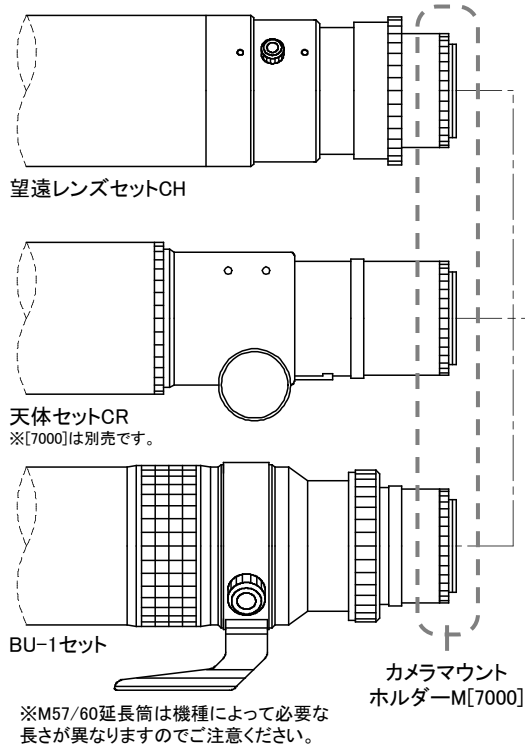 望遠レンズセットCH
天体セットCR
※[7000]は別売です。
BU-1セット
カメラマウント
ホルダーM[7000]
※M57/60延長筒は機種によって必要な
長さが異なりますのでご注意ください。